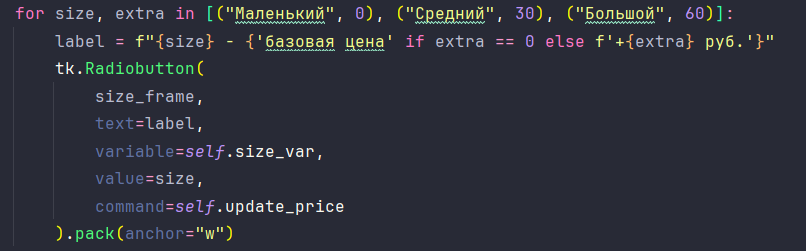 for size, extra in [("Маленький", 0), ("Средний", 30), ("Большой", 60)]:
    label = f"{size} - {'базовая цена' if extra == 0 else f'+{extra} руб.'}"
    tk.Radiobutton(
        size_frame,
        text=label,
        variable=self.size_var,
        value=size,
        command=self.update_price
    ).pack(anchor="w")